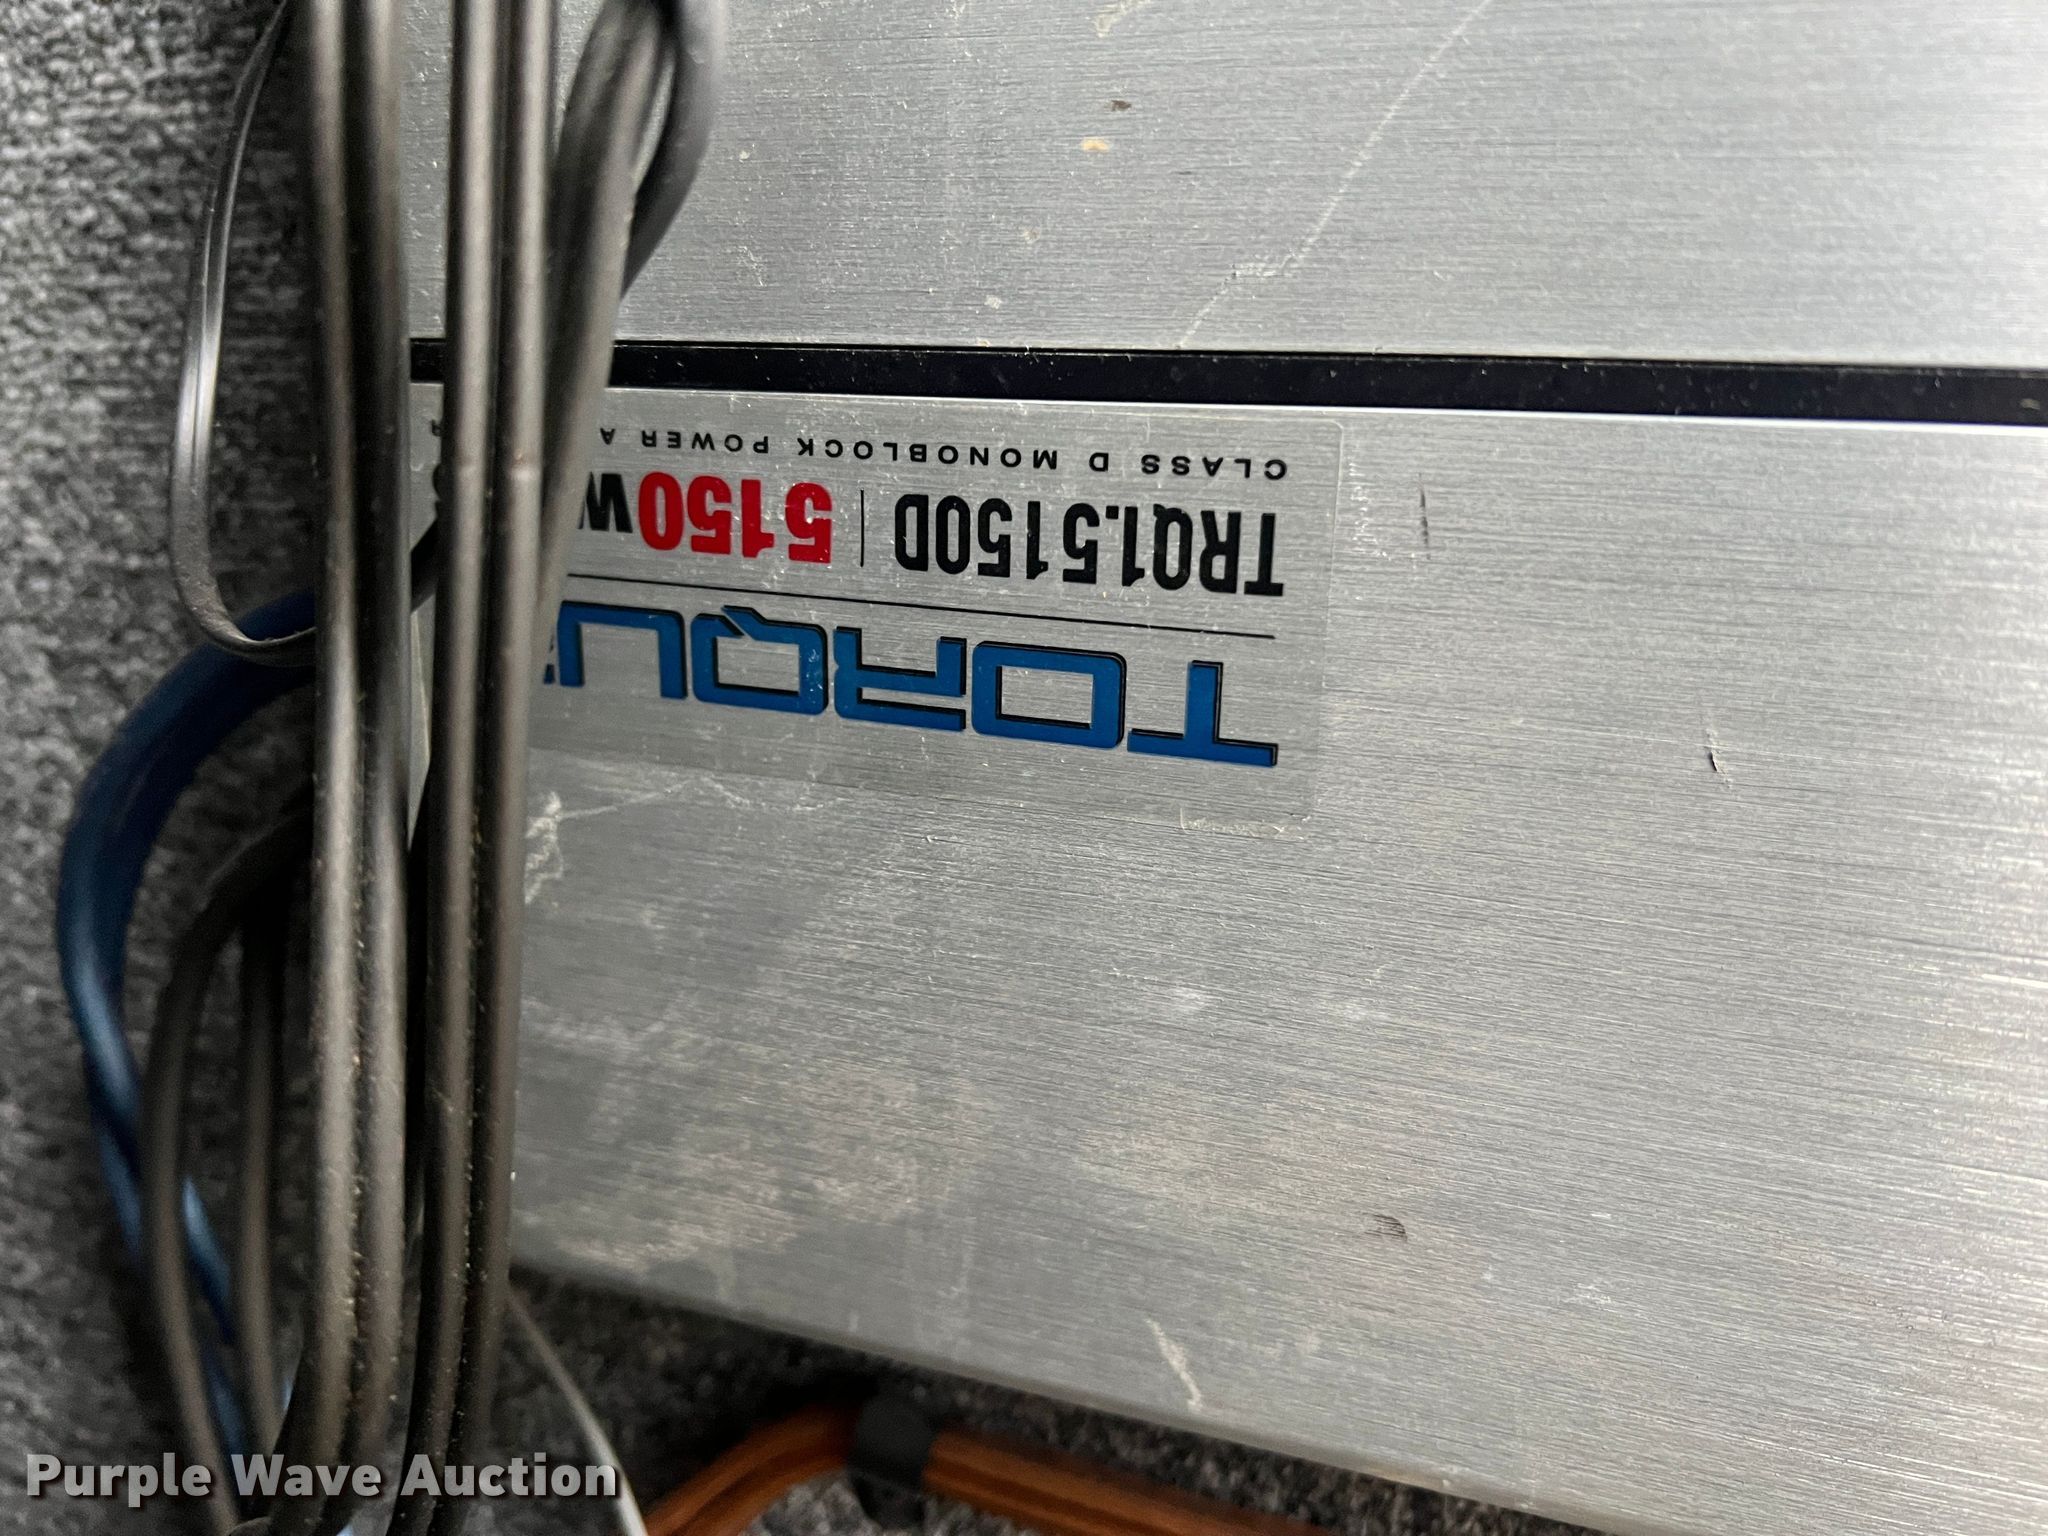 TORQU
TRQ1.5150D | 5150w
CLASS D MONOBLOCK POWER A R
Purple Wave Auction